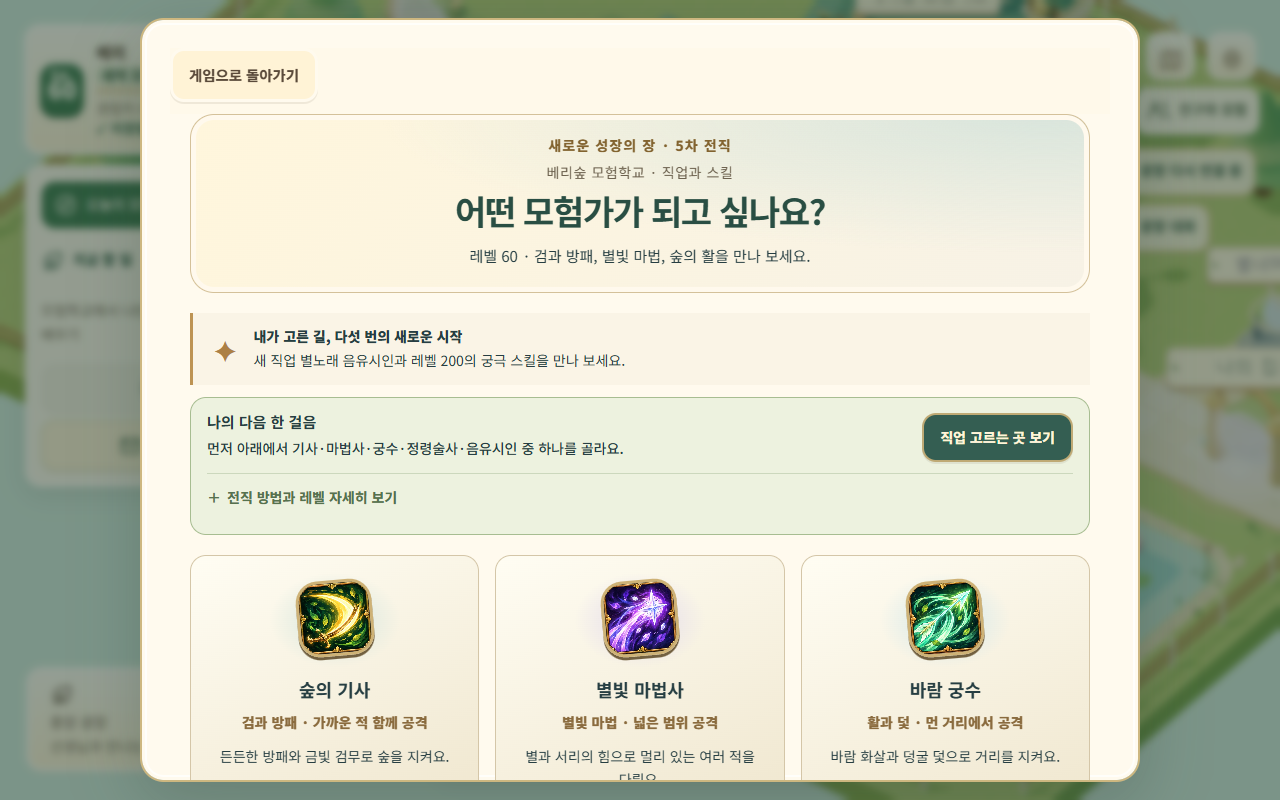 게임으로 돌아가기
새로운 성장의 장 · 5차 전직
베리숲 모험학교 · 직업과 스킬
어떤 모험가가 되고 싶나요?
레벨 60 · 검과 방패, 별빛 마법, 숲의 활을 만나 보세요.
내가 고른 길, 다섯 번의 새로운 시작
새 직업 별노래 음유시인과 레벨 200의 궁극 스킬을 만나 보세요.
나의 다음 한 걸음
먼저 아래에서 기사·마법사·궁수·정령술사·음유시인 중 하나를 골라요.
직업 고르는 곳 보기
+ 전직 방법과 레벨 자세히 보기
숲의 기사
검과 방패 · 가까운 적 함께 공격
든든한 방패와 금빛 검무로 숲을 지켜요.
별빛 마법사
별빛 마법 · 넓은 범위 공격
별과 서리의 힘으로 멀리 있는 여러 적을
바람 궁수
활과 덫 · 먼 거리에서 공격
바람 화살과 덩굴 덫으로 거리를 지켜요.